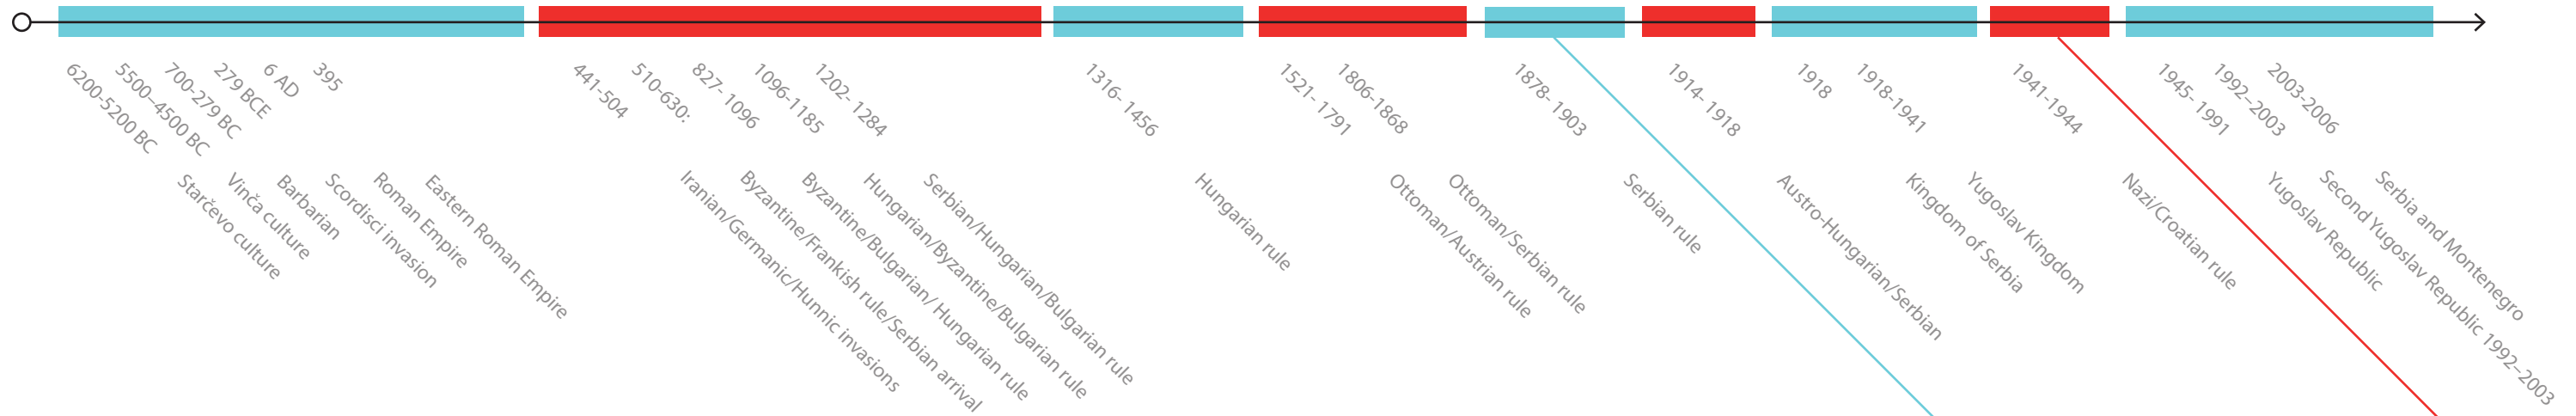 6200-5200 BC
5500–4500 BC
700-279 BC
279 BCE
6 AD
395
441-504
510-630:
827- 1096
1096-1185
1202- 1284
1316- 1456
1521- 1791
1806-1868
1878- 1903
1914- 1918
1918
1918-1941
1941-1944
1945- 1991
1992–2003
2003-2006
Starčevo culture
Vinča culture
Barbarian
Scordisci invasion
Roman Empire
Eastern Roman Empire
Iranian/Germanic/Hunnic invasions
Byzantine/Frankish rule/Serbian arrival
Byzantine/Bulgarian/ Hungarian rule
Hungarian/Byzantine/Bulgarian rule
Serbian/Hungarian/Bulgarian rule
Hungarian rule
Ottoman/Austrian rule
Ottoman/Serbian rule
Serbian rule
Austro-Hungarian/Serbian
Kingdom of Serbia
Yugoslav Kingdom
Nazi/Croatian rule
Yugoslav Republic
Second Yugoslav Republic 1992–2003
Serbia and Montenegro